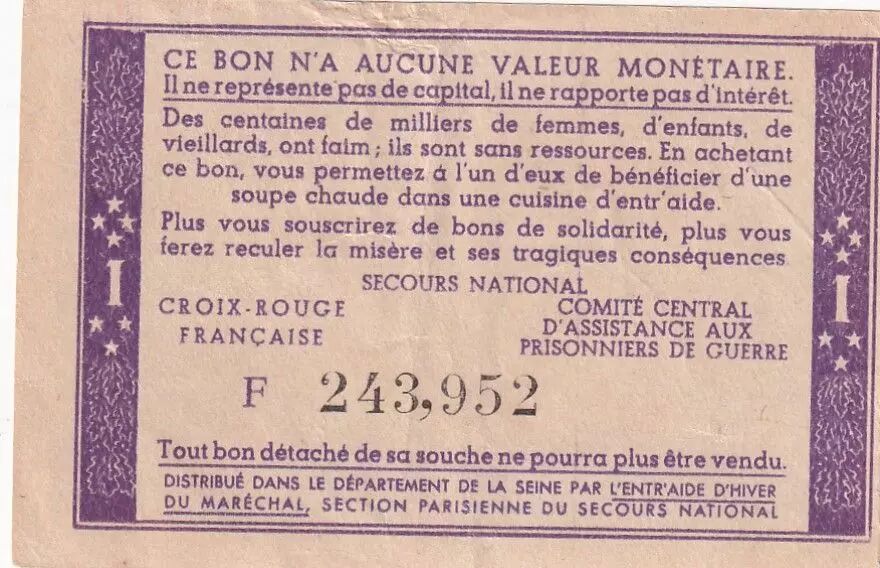 CE BON N'A AUCUNE VALEUR MONÉTAIRE.
Il ne représente pas de capital, il ne rapporte pas d'intérêt.
Des centaines de milliers de femmes, d'enfants, de
vieillards, ont faim ; ils sont sans ressources. En achetant
ce bon, vous permettez à l'un d'eux de bénéficier d'une
soupe chaude dans une cuisine d'entr'aide.
Plus vous souscrirez de bons de solidarité, plus vous
ferez reculer la misère et ses tragiques conséquences
1
1
SECOURS NATIONAL
CROIX-ROUGE
FRANÇAISE
COMITÉ CENTRAL
D'ASSISTANCE AUX
PRISONNIERS DE GUERRE
F 243,952
Tout bon détaché de sa souche ne pourra plus être vendu.
DISTRIBUÉ DANS LE DÉPARTEMENT DE LA SEINE PAR L'ENTR'AIDE D'HIVER
DU MARÉCHAL, SECTION PARISIENNE DU SECOURS NATIONAL